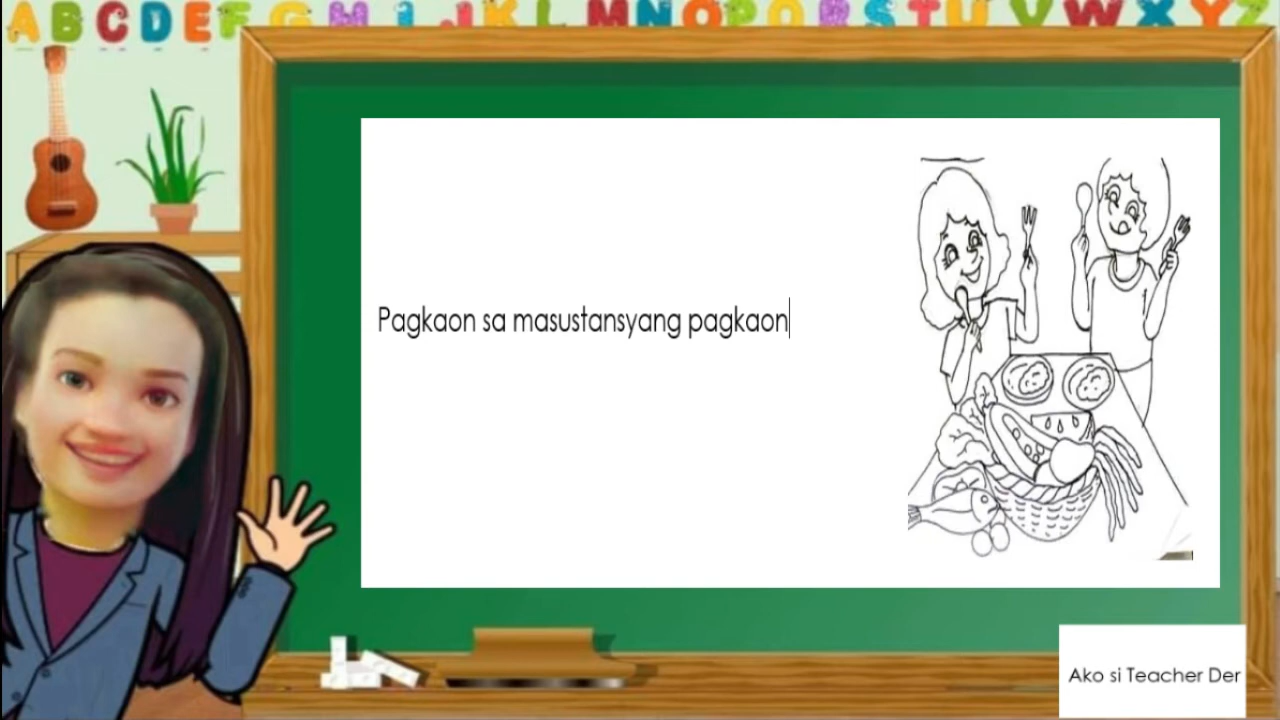 A B C D E F G H I J K L M N O P Q R S T U V W X Y Z
Pagkaon sa masustansyang pagkaon
Ako si Teacher Der